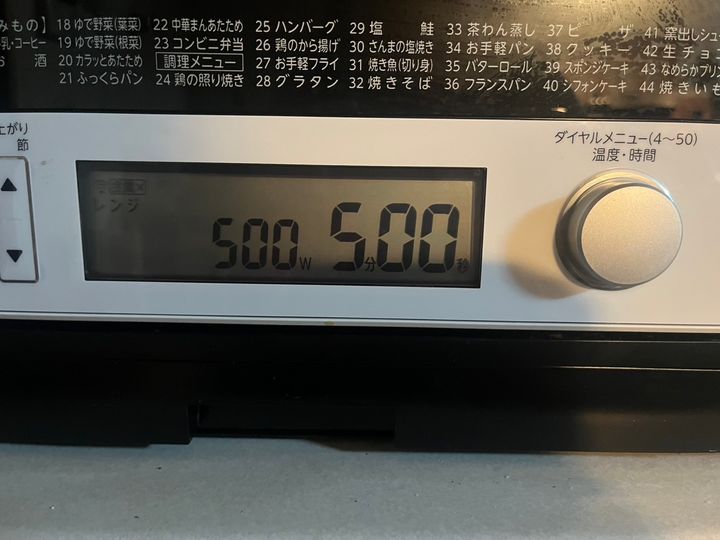 みもの】 18 ゆで野菜(葉菜) 22 中華まんあたため 25 ハンバーグ 29 塩 鮭 33 茶わん蒸し 37 ピ ザ 41 窯出しシュー
乳・コーヒー 19 ゆで野菜(根菜) 23 コンビニ弁当 26 鶏のから揚げ 30 さんまの塩焼き 34 お手軽パン 38 クッキー 42 生チョコ
酒 20 カラッとあたため 調理メニュー 27 お手軽フライ 31 焼き魚(切り身) 35 バターロール 39 スポンジケーキ 43 なめらかプリン
21 ふっくらパン 24 鶏の照り焼き 28 グラタン 32 焼きそば 36 フランスパン 40 シフォンケーキ 44 焼きいも
上がり
節
ダイヤルメニュー(4〜50)
温度・時間
レンジ
500W 5分00秒